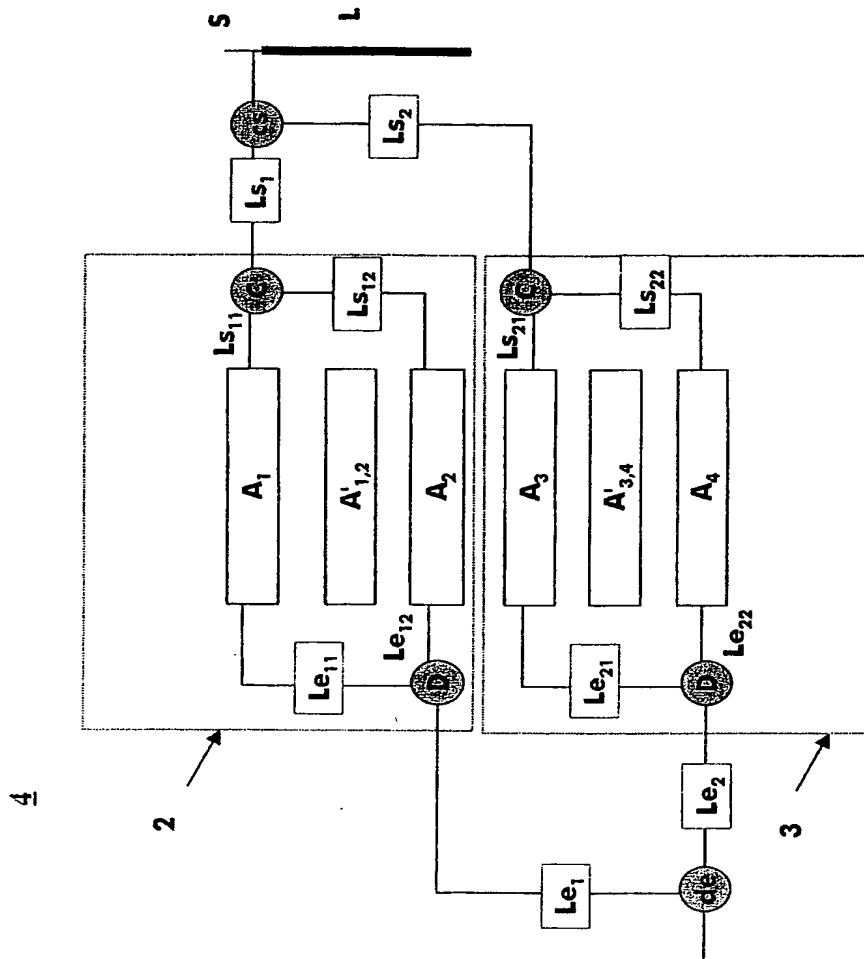 4
2
3
S
L
cs
Ls₁
Ls₂
C
Ls₁₁
Ls₁₂
A₁
A'₁,₂
A₂
Le₁₁
Le₁₂
D
C
Ls₂₁
Ls₂₂
A₃
A'₃,₄
A₄
Le₂₁
Le₂₂
D
Le₁
Le₂
de